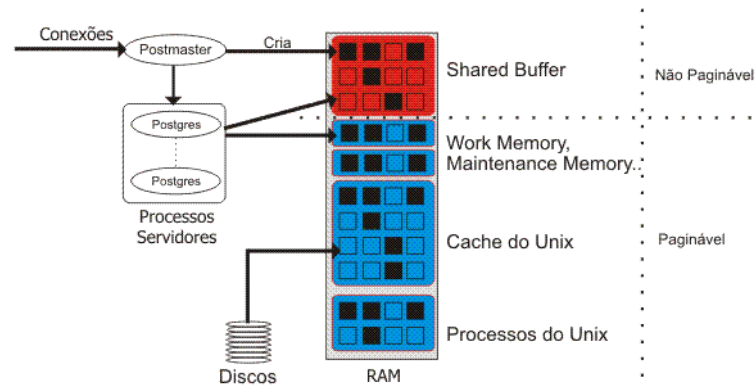 Conexões
Postmaster
Cria
Shared Buffer
Não Paginável
Postgres
Postgres
Processos
Servidores
Work Memory,
Maintenance Memory..
Cache do Unix
Paginável
Processos do Unix
Discos
RAM